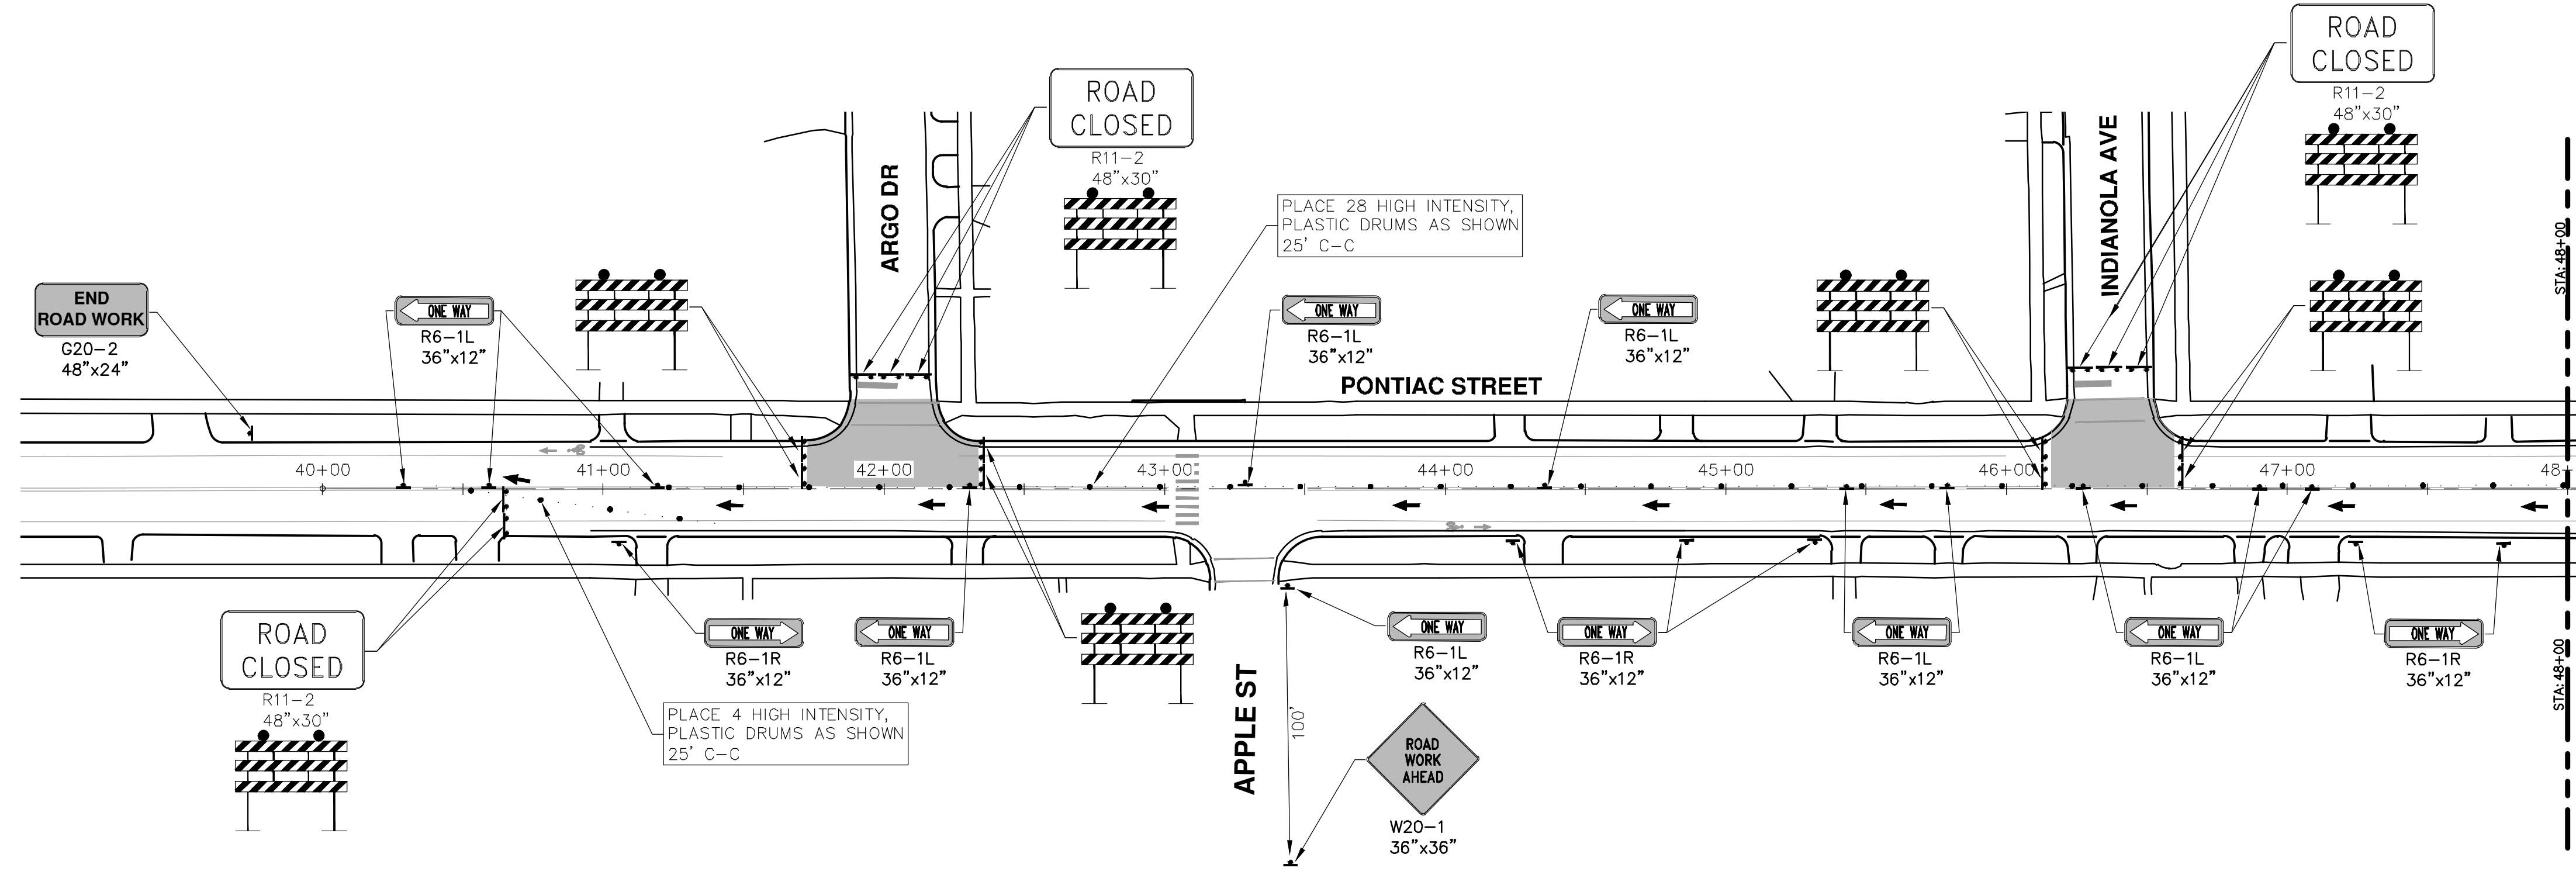 ROAD
CLOSED
R11-2
48"x30"
ROAD
CLOSED
R11-2
48"x30"
ARGO DR
INDIANOLA AVE
PLACE 28 HIGH INTENSITY,
PLASTIC DRUMS AS SHOWN
25' C-C
STA: 48+00
END
ROAD WORK
G20-2
48"x24"
ONE WAY
R6-1L
36"x12"
ONE WAY
R6-1L
36"x12"
ONE WAY
R6-1L
36"x12"
PONTIAC STREET
40+00
41+00
42+00
43+00
44+00
45+00
46+00
47+00
48-
ROAD
CLOSED
R11-2
48"x30"
ONE WAY
R6-1R
36"x12"
ONE WAY
R6-1L
36"x12"
ONE WAY
R6-1L
36"x12"
ONE WAY
R6-1R
36"x12"
ONE WAY
R6-1L
36"x12"
ONE WAY
R6-1L
36"x12"
ONE WAY
R6-1R
36"x12"
STA: 48+00
PLACE 4 HIGH INTENSITY,
PLASTIC DRUMS AS SHOWN
25' C-C
APPLE ST
100'
ROAD
WORK
AHEAD
W20-1
36"x36"